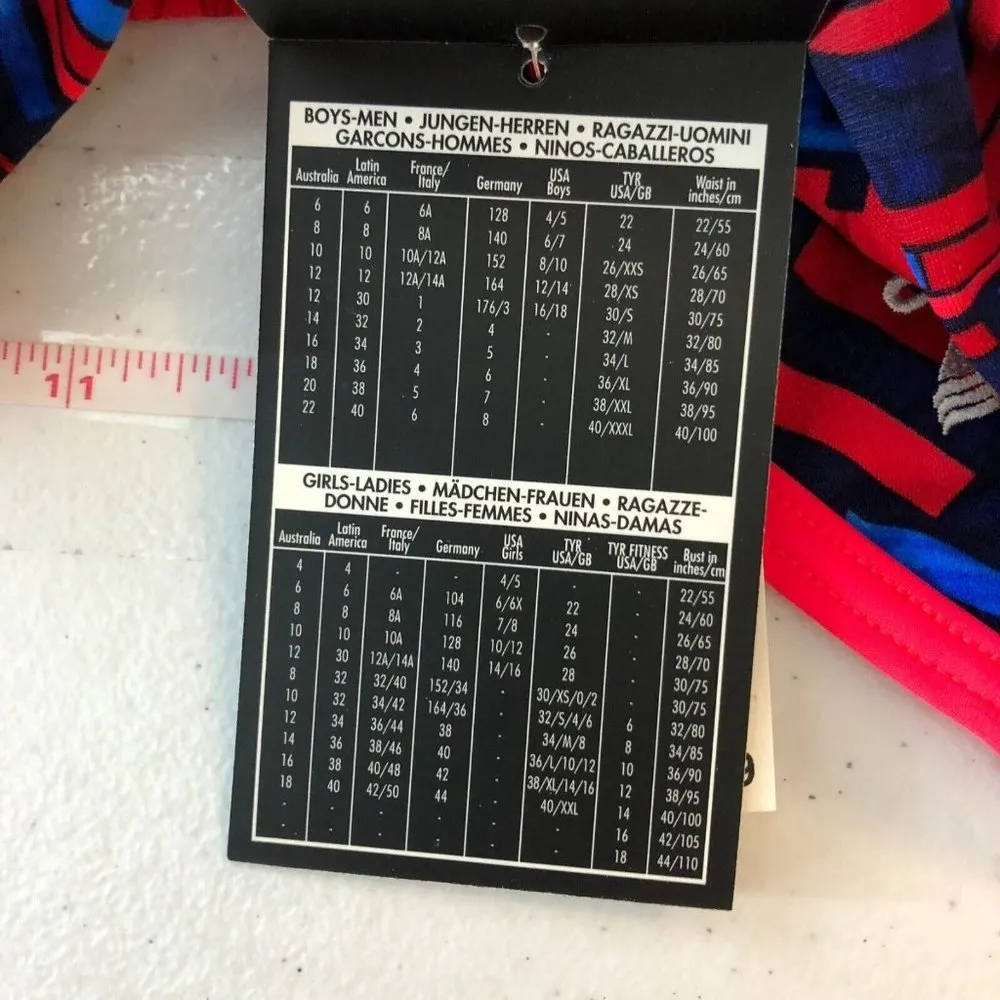 BOYS-MEN • JUNGEN-HERREN • RAGAZZI-UOMINI
GARCONS-HOMMES • NINOS-CABALLEROS
Australia Latin America France/Italy Germany USA Boys TYR USA/GB Waist in inches/cm
6 6 6A 128 4/5 22 22/55
8 8 8A 140 6/7 24 24/60
10 10 10A/12A 152 8/10 26/XXS 26/65
12 12 12A/14A 164 12/14 28/XS 28/70
12 30 1 176/3 16/18 30/S 30/75
14 32 2 4 · 32/M 32/80
16 34 3 5 · 34/L 34/85
18 36 4 6 · 36/XL 36/90
20 38 5 7 · 38/XXL 38/95
22 40 6 8 · 40/XXXL 40/100
GIRLS-LADIES • MÄDCHEN-FRAUEN • RAGAZZE-
DONNE • FILLES-FEMMES • NINAS-DAMAS
Australia Latin America France/Italy Germany USA Girls TYR USA/GB TYR FITNESS USA/GB Bust in inches/cm
4 4 · · 4/5 · 22/55
6 6 6A 104 6/6X 22 · 24/60
8 8 8A 116 7/8 24 · 26/65
10 10 10A 128 10/12 26 · 28/70
12 30 12A/14A 140 14/16 28 · 30/75
8 32 32/40 152/34 · 30/XS/0/2 · 30/75
10 32 34/42 164/36 · 32/S/4/6 6 32/80
12 34 36/44 38 · 34/M/8 8 34/85
14 36 38/46 40 · 36/L/10/12 10 36/90
16 38 40/48 42 · 38/XL/14/16 12 38/95
18 40 42/50 44 · 40/XXL 14 40/100
· · · · · · 16 42/105
· · · · · · 18 44/110
11
9